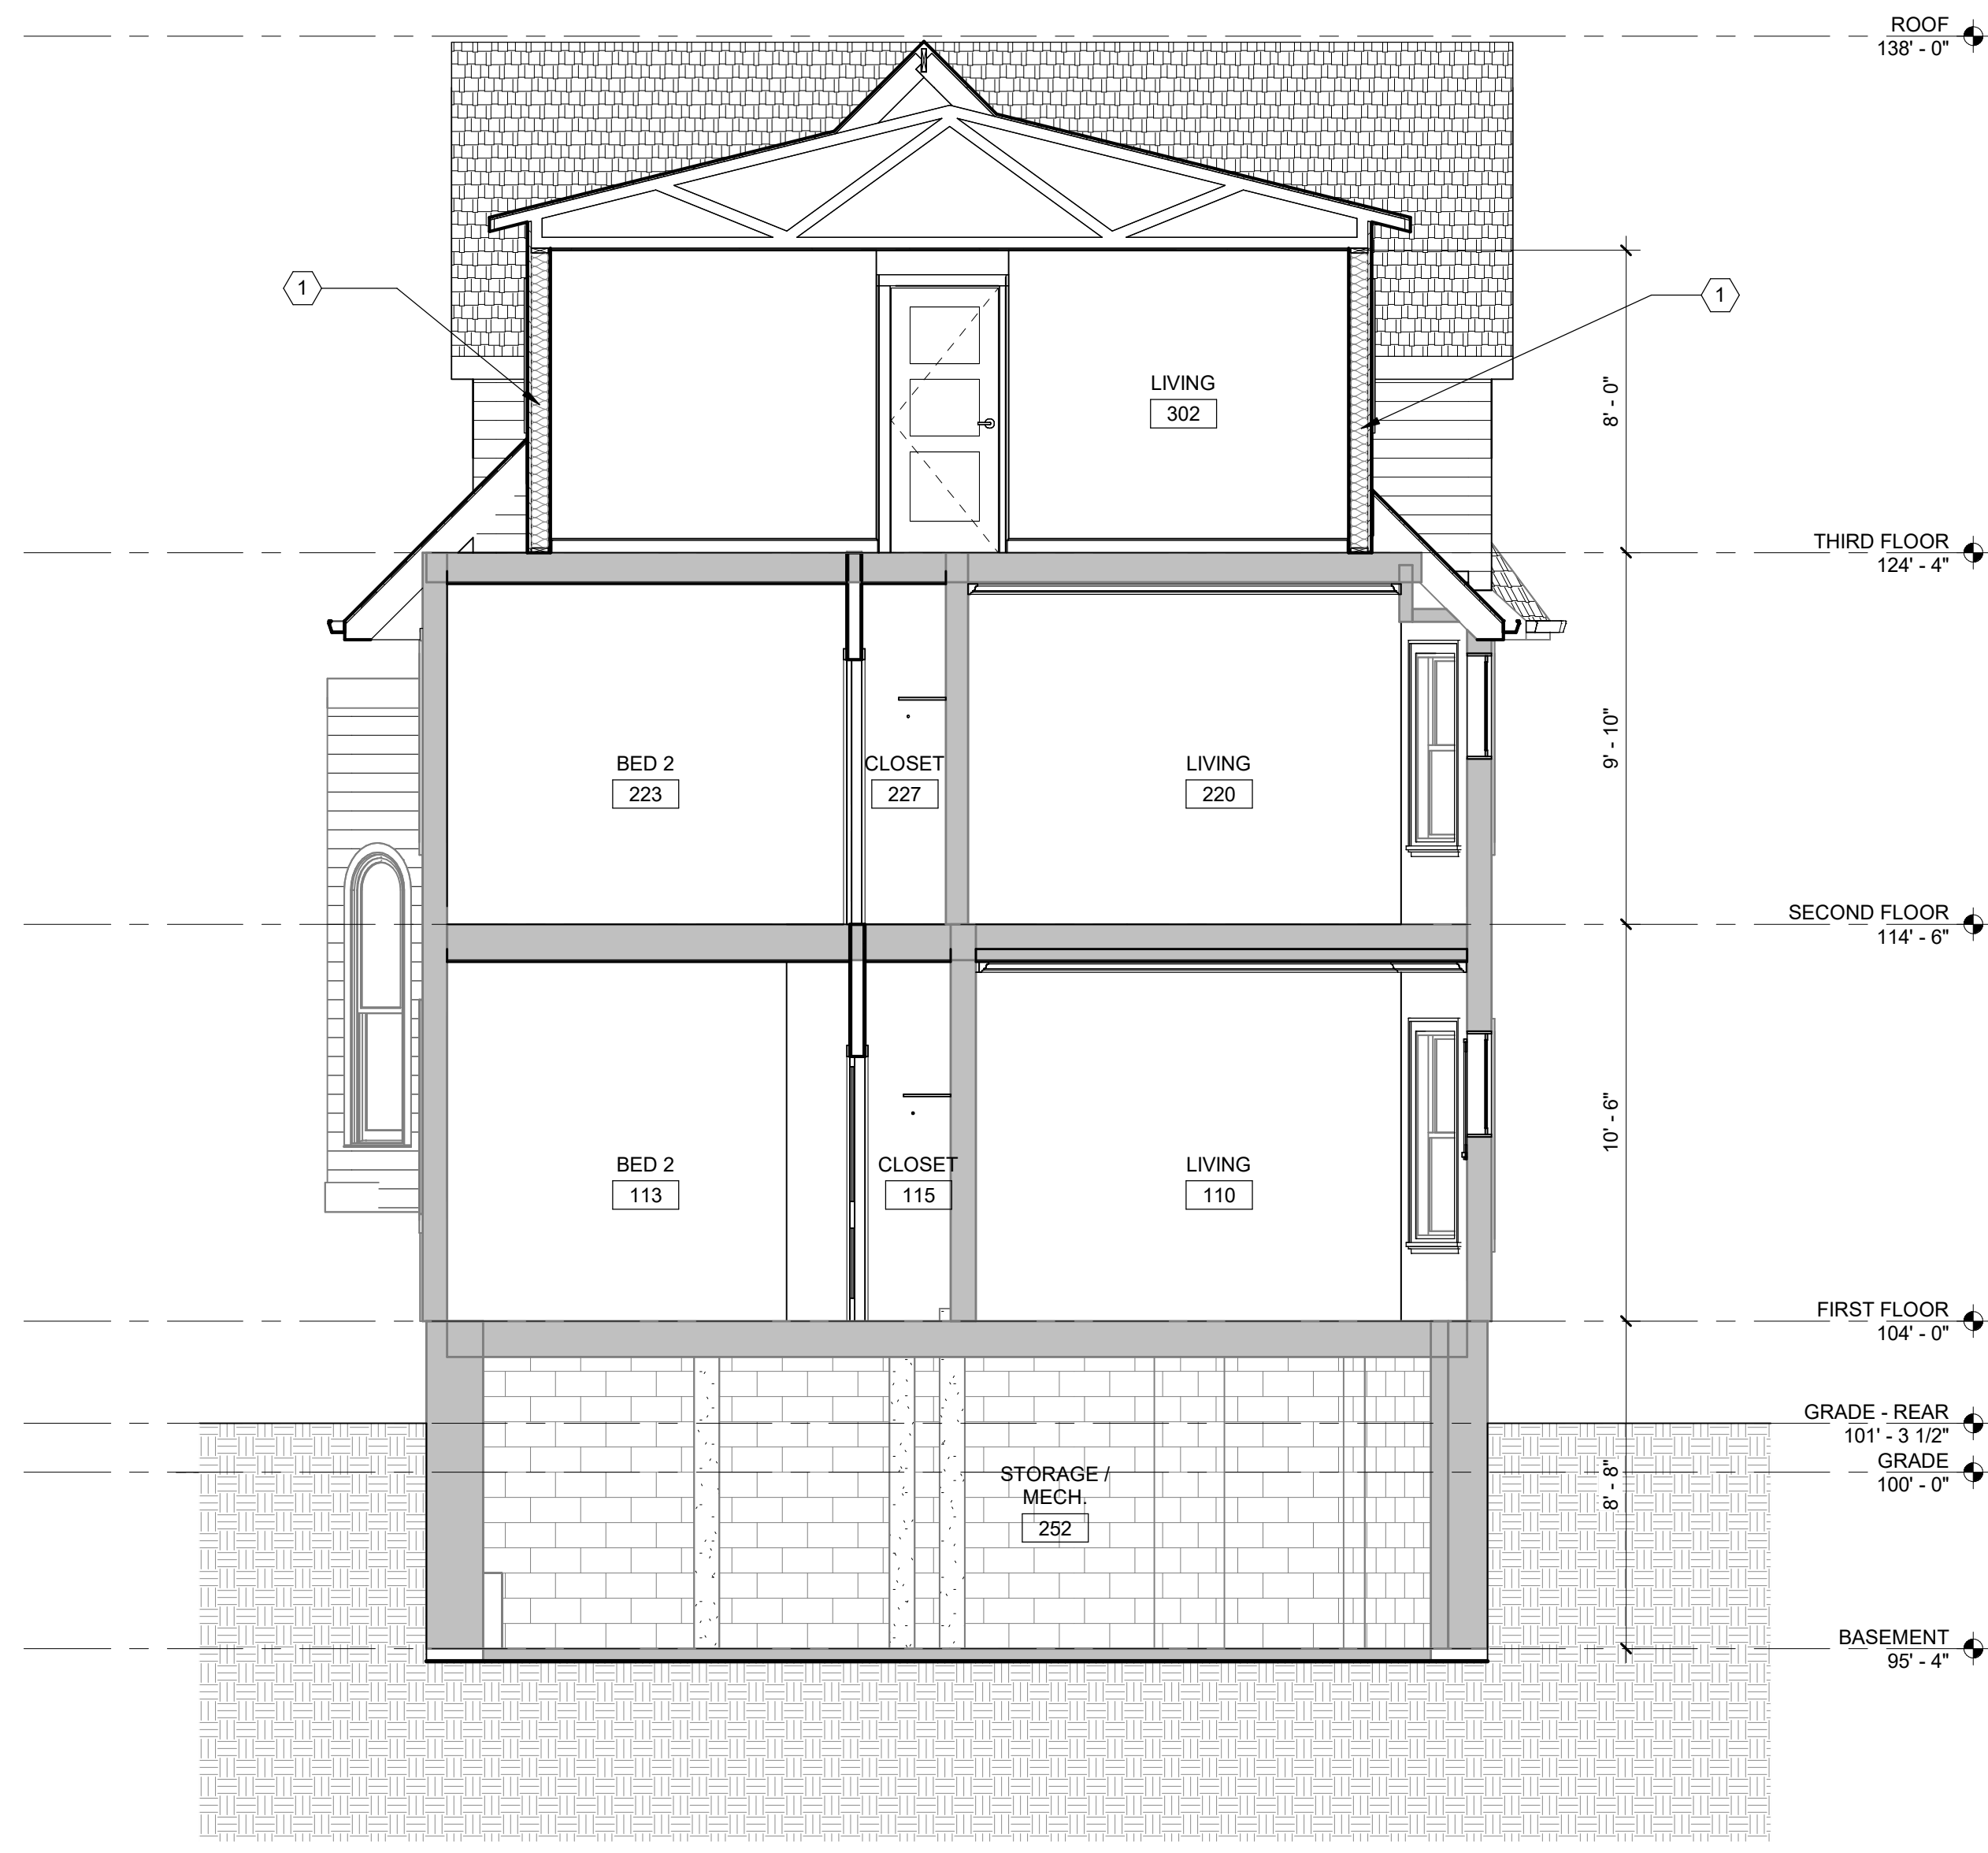 ROOF
138' - 0"
1
1
LIVING
302
8' - 0"
THIRD FLOOR
124' - 4"
BED 2
223
CLOSET
227
LIVING
220
9' - 10"
SECOND FLOOR
114' - 6"
BED 2
113
CLOSET
115
LIVING
110
10' - 6"
FIRST FLOOR
104' - 0"
GRADE - REAR
101' - 3 1/2"
GRADE
100' - 0"
STORAGE /
MECH.
252
8' - 8"
BASEMENT
95' - 4"